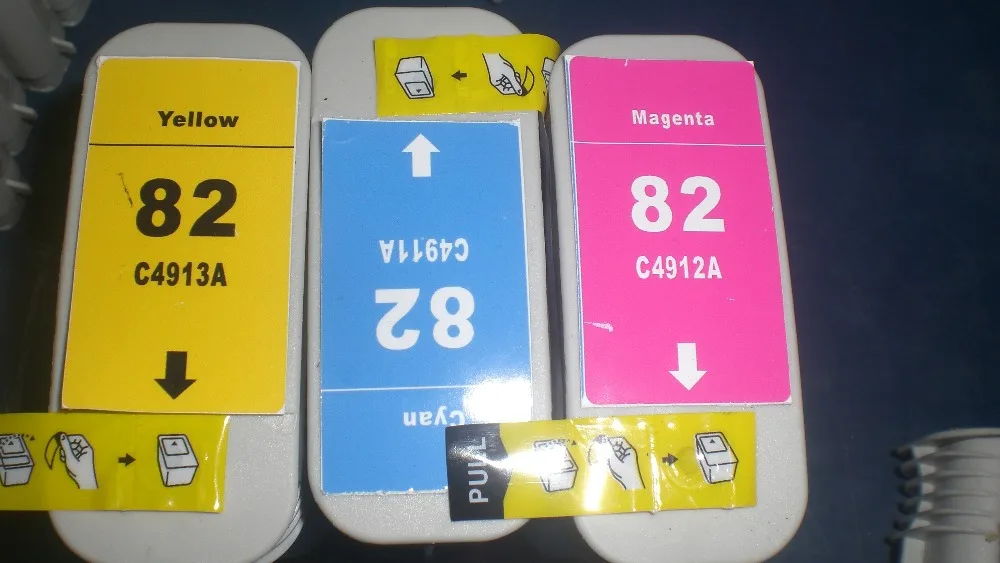 Yellow
82
C4913A
Cyan
82
C4911A
Magenta
82
C4912A
PULL